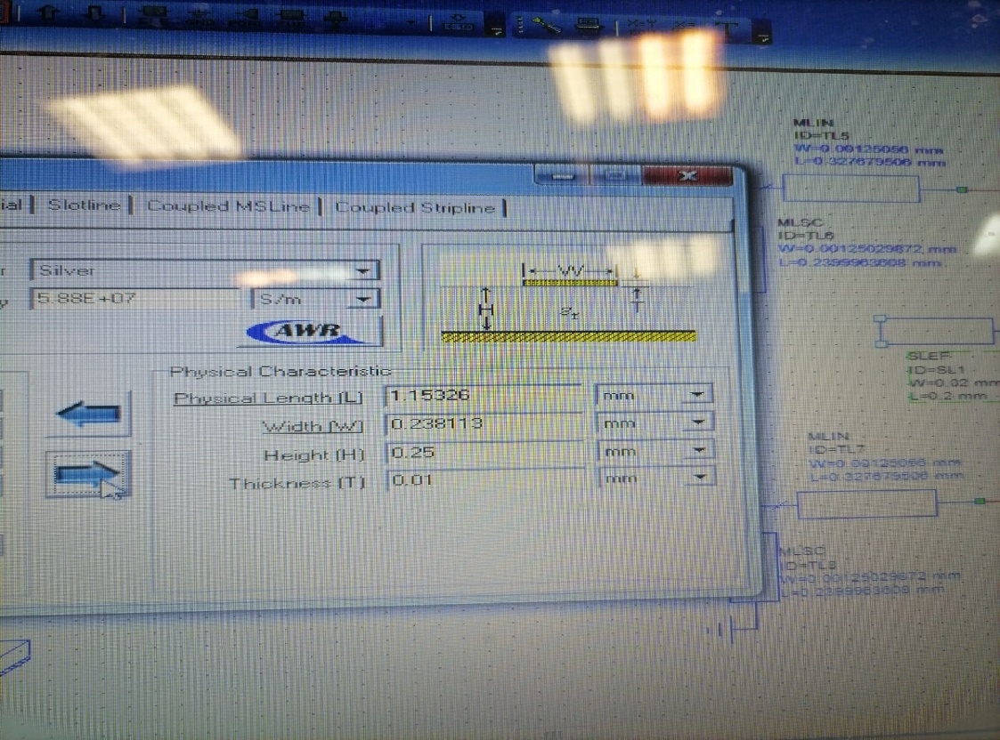 MLIN
ID=TL5
W=0.00125056 mm
L=0.327679506 mm
ial | Slotline | Coupled MSLine | Coupled Stripline |
MLSC
ID=TL6
W=0.00125029872 mm
L=0.2399963608 mm
Silver
5.88E+07 S/m
AWR
W
H
T
εr
Physical Characteristic
Physical Length (L) 1.15326 mm
Width (W) 0.238113 mm
Height (H) 0.25 mm
Thickness (T) 0.01 mm
SLEF
ID=SL1
W=0.02 mm
L=0.2 mm
MLIN
ID=TL7
W=0.00125056 mm
L=0.327679506 mm
MLSC
ID=TL8
W=0.00125029872 mm
L=0.2399963608 mm